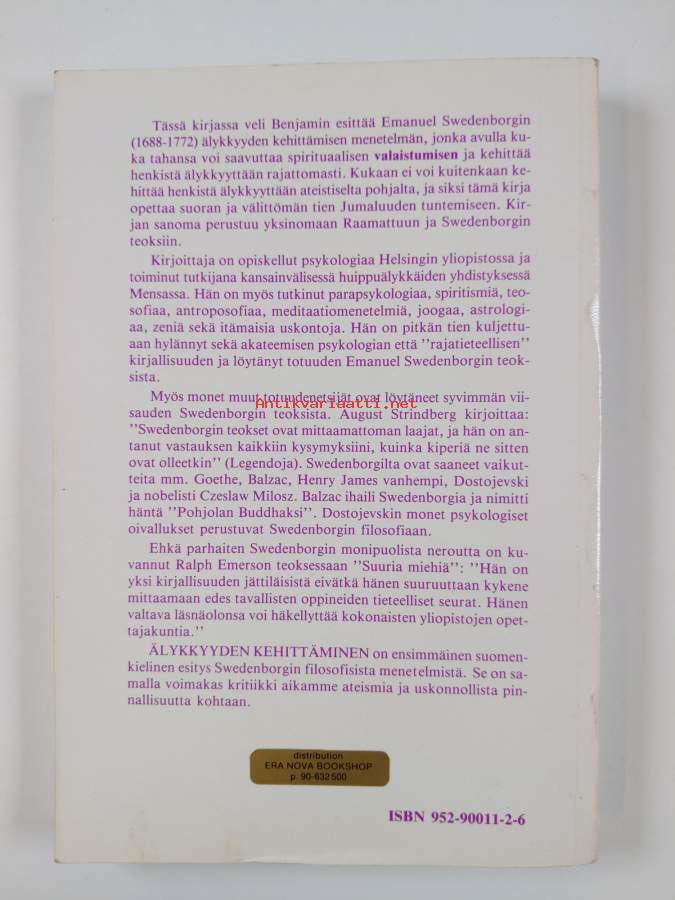 Tässä kirjassa veli Benjamin esittää Emanuel Swedenborgin
(1688-1772) älykkyyden kehittämisen menetelmän, jonka avulla ku-
ka tahansa voi saavuttaa spirituaalisen valaistumisen ja kehittää
henkistä älykkyyttään rajattomasti. Kukaan ei voi kuitenkaan ke-
hittää henkistä älykkyyttään ateistiselta pohjalta, ja siksi tämä kirja
opettaa suoran ja välittömän tien Jumaluuden tuntemiseen. Kir-
jan sanoma perustuu yksinomaan Raamattuun ja Swedenborgin
teoksiin.
Kirjoittaja on opiskellut psykologiaa Helsingin yliopistossa ja
toiminut tutkijana kansainvälisessä huippuälykkäiden yhdistyksessä
Mensassa. Hän on myös tutkinut parapsykologiaa, spiritismiä, teo-
sofiaa, antroposofiaa, meditaatiomenetelmiä, joogaa, astrologi-
aa, zeniä sekä itämaisia uskontoja. Hän on pitkän tien kuljettu-
aan hylännyt sekä akateemisen psykologian että "rajatieteellisen"
kirjallisuuden ja löytänyt totuuden Emanuel Swedenborgin teok-
sista.
Myös monet muut totuudenetsijät ovat löytäneet syvimmän vii-
Antikvariaatti.net
sauden Swedenborgin teoksista. August Strindberg kirjoittaa:
"Swedenborgin teokset ovat mittaamattoman laajat, ja hän on an-
tanut vastauksen kaikkiin kysymyksiini, kuinka kiperiä ne sitten
ovat olleetkin" (Legendoja). Swedenborgilta ovat saaneet vaikut-
teita mm. Goethe, Balzac, Henry James vanhempi, Dostojevski
ja nobelisti Czeslaw Milosz. Balzac ihaili Swedenborgia ja nimitti
häntä "Pohjolan Buddhaksi". Dostojevskin monet psykologiset
oivallukset perustuvat Swedenborgin filosofiaan.
Ehkä parhaiten Swedenborgin monipuolista neroutta on ku-
vannut Ralph Emerson teoksessaan "Suuria miehiä": "Hän on
yksi kirjallisuuden jättiläisistä eivätkä hänen suuruuttaan kykene
mittaamaan edes tavallisten oppineiden tieteelliset seurat. Hänen
valtava läsnäolonsa voi häkellyttää kokonaisten yliopistojen opet-
tajakuntia."
ÄLYKKYYDEN KEHITTÄMINEN on ensimmäinen suomen-
kielinen esitys Swedenborgin filosofisista menetelmistä. Se on sa-
malla voimakas kritiikki aikamme ateismia ja uskonnollista pin-
nallisuutta kohtaan.
distribution
ERA NOVA BOOKSHOP
p. 90-632500
ISBN 952-90011-2-6